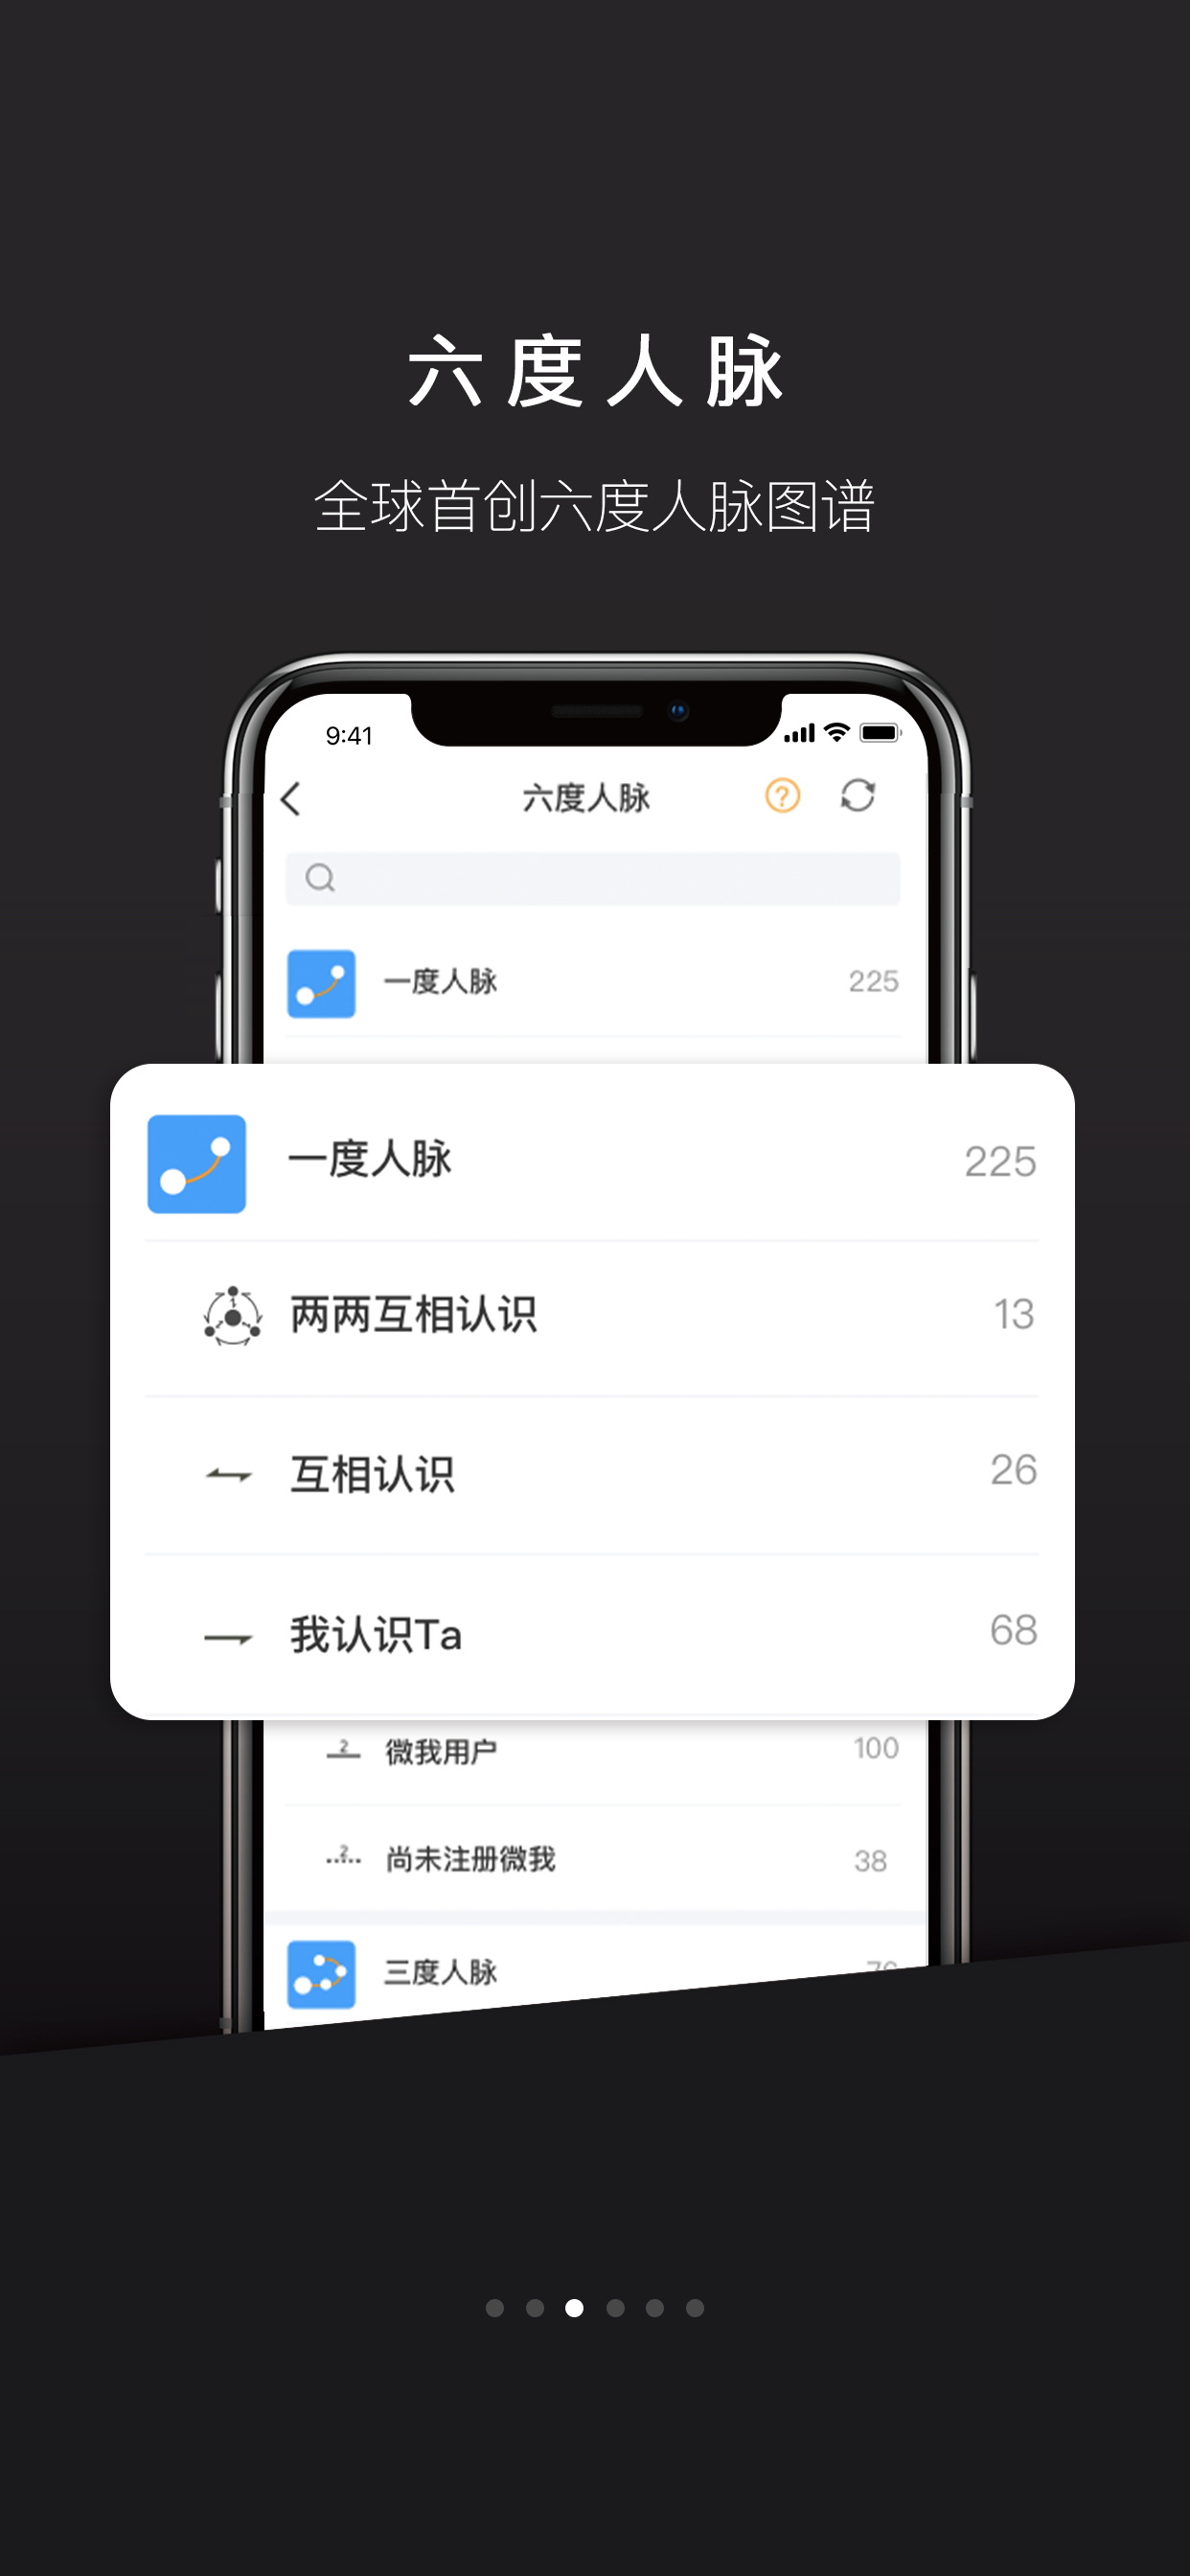 六度人脉
全球首创六度人脉图谱
9:41
六度人脉
一度人脉 225
一度人脉 225
两两互相认识 13
互相认识 26
我认识Ta 68
2 微我用户 100
2 尚未注册微我 38
三度人脉